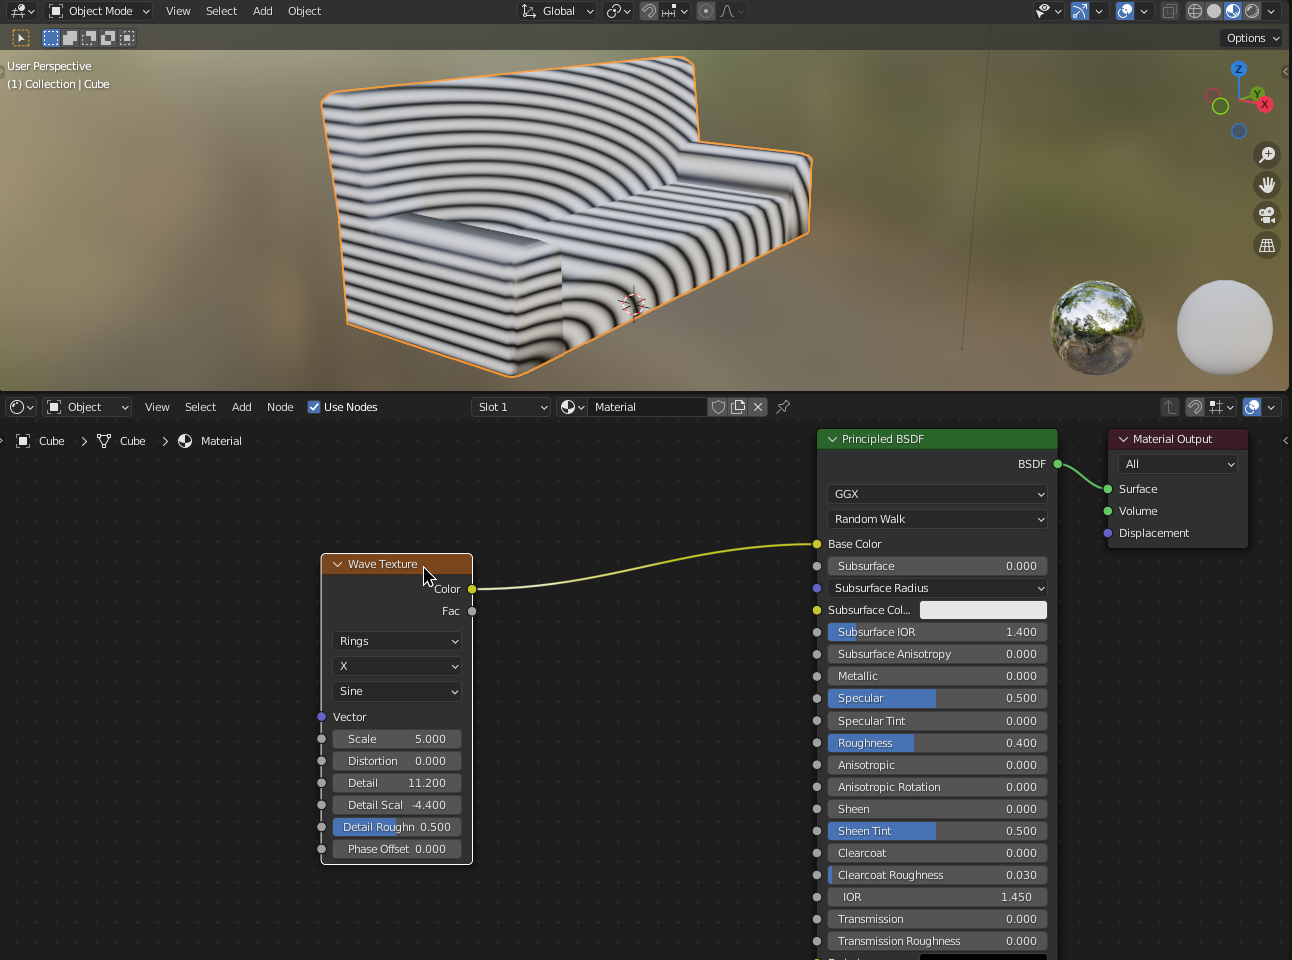 Object Mode View Select Add Object Global
Options
User Perspective
(1) Collection | Cube
Z
Y
X
Object View Select Add Node Use Nodes Slot 1 Material
Cube Cube Material
Principled BSDF
BSDF
GGX
Random Walk
Base Color
Subsurface 0.000
Subsurface Radius
Subsurface Col...
Subsurface IOR 1.400
Subsurface Anisotropy 0.000
Metallic 0.000
Specular 0.500
Specular Tint 0.000
Roughness 0.400
Anisotropic 0.000
Anisotropic Rotation 0.000
Sheen 0.000
Sheen Tint 0.500
Clearcoat 0.000
Clearcoat Roughness 0.030
IOR 1.450
Transmission 0.000
Transmission Roughness 0.000
Material Output
All
Surface
Volume
Displacement
Wave Texture
Color
Fac
Rings
X
Sine
Vector
Scale 5.000
Distortion 0.000
Detail 11.200
Detail Scal -4.400
Detail Roughn 0.500
Phase Offset 0.000